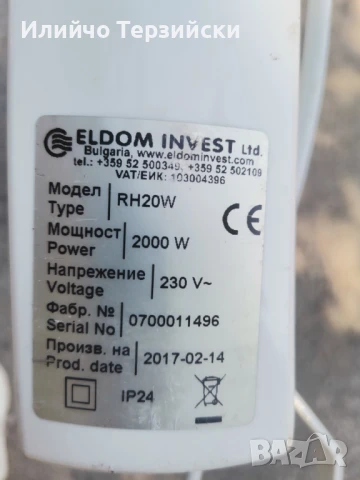 Илийчо Терзийски
ELDOM INVEST Ltd.
Bulgaria, www.eldominvest.com
tel.: +359 52 500349, +359 52 502109
VAT/ЕИК: 103004396
Модел
Type RH20W
Мощност
Power 2000 W
Напрежение
Voltage 230 V~
Фабр. №
Serial No 0700011496
Произв. на
Prod. date 2017-02-14
IP24
CE
BAZAR